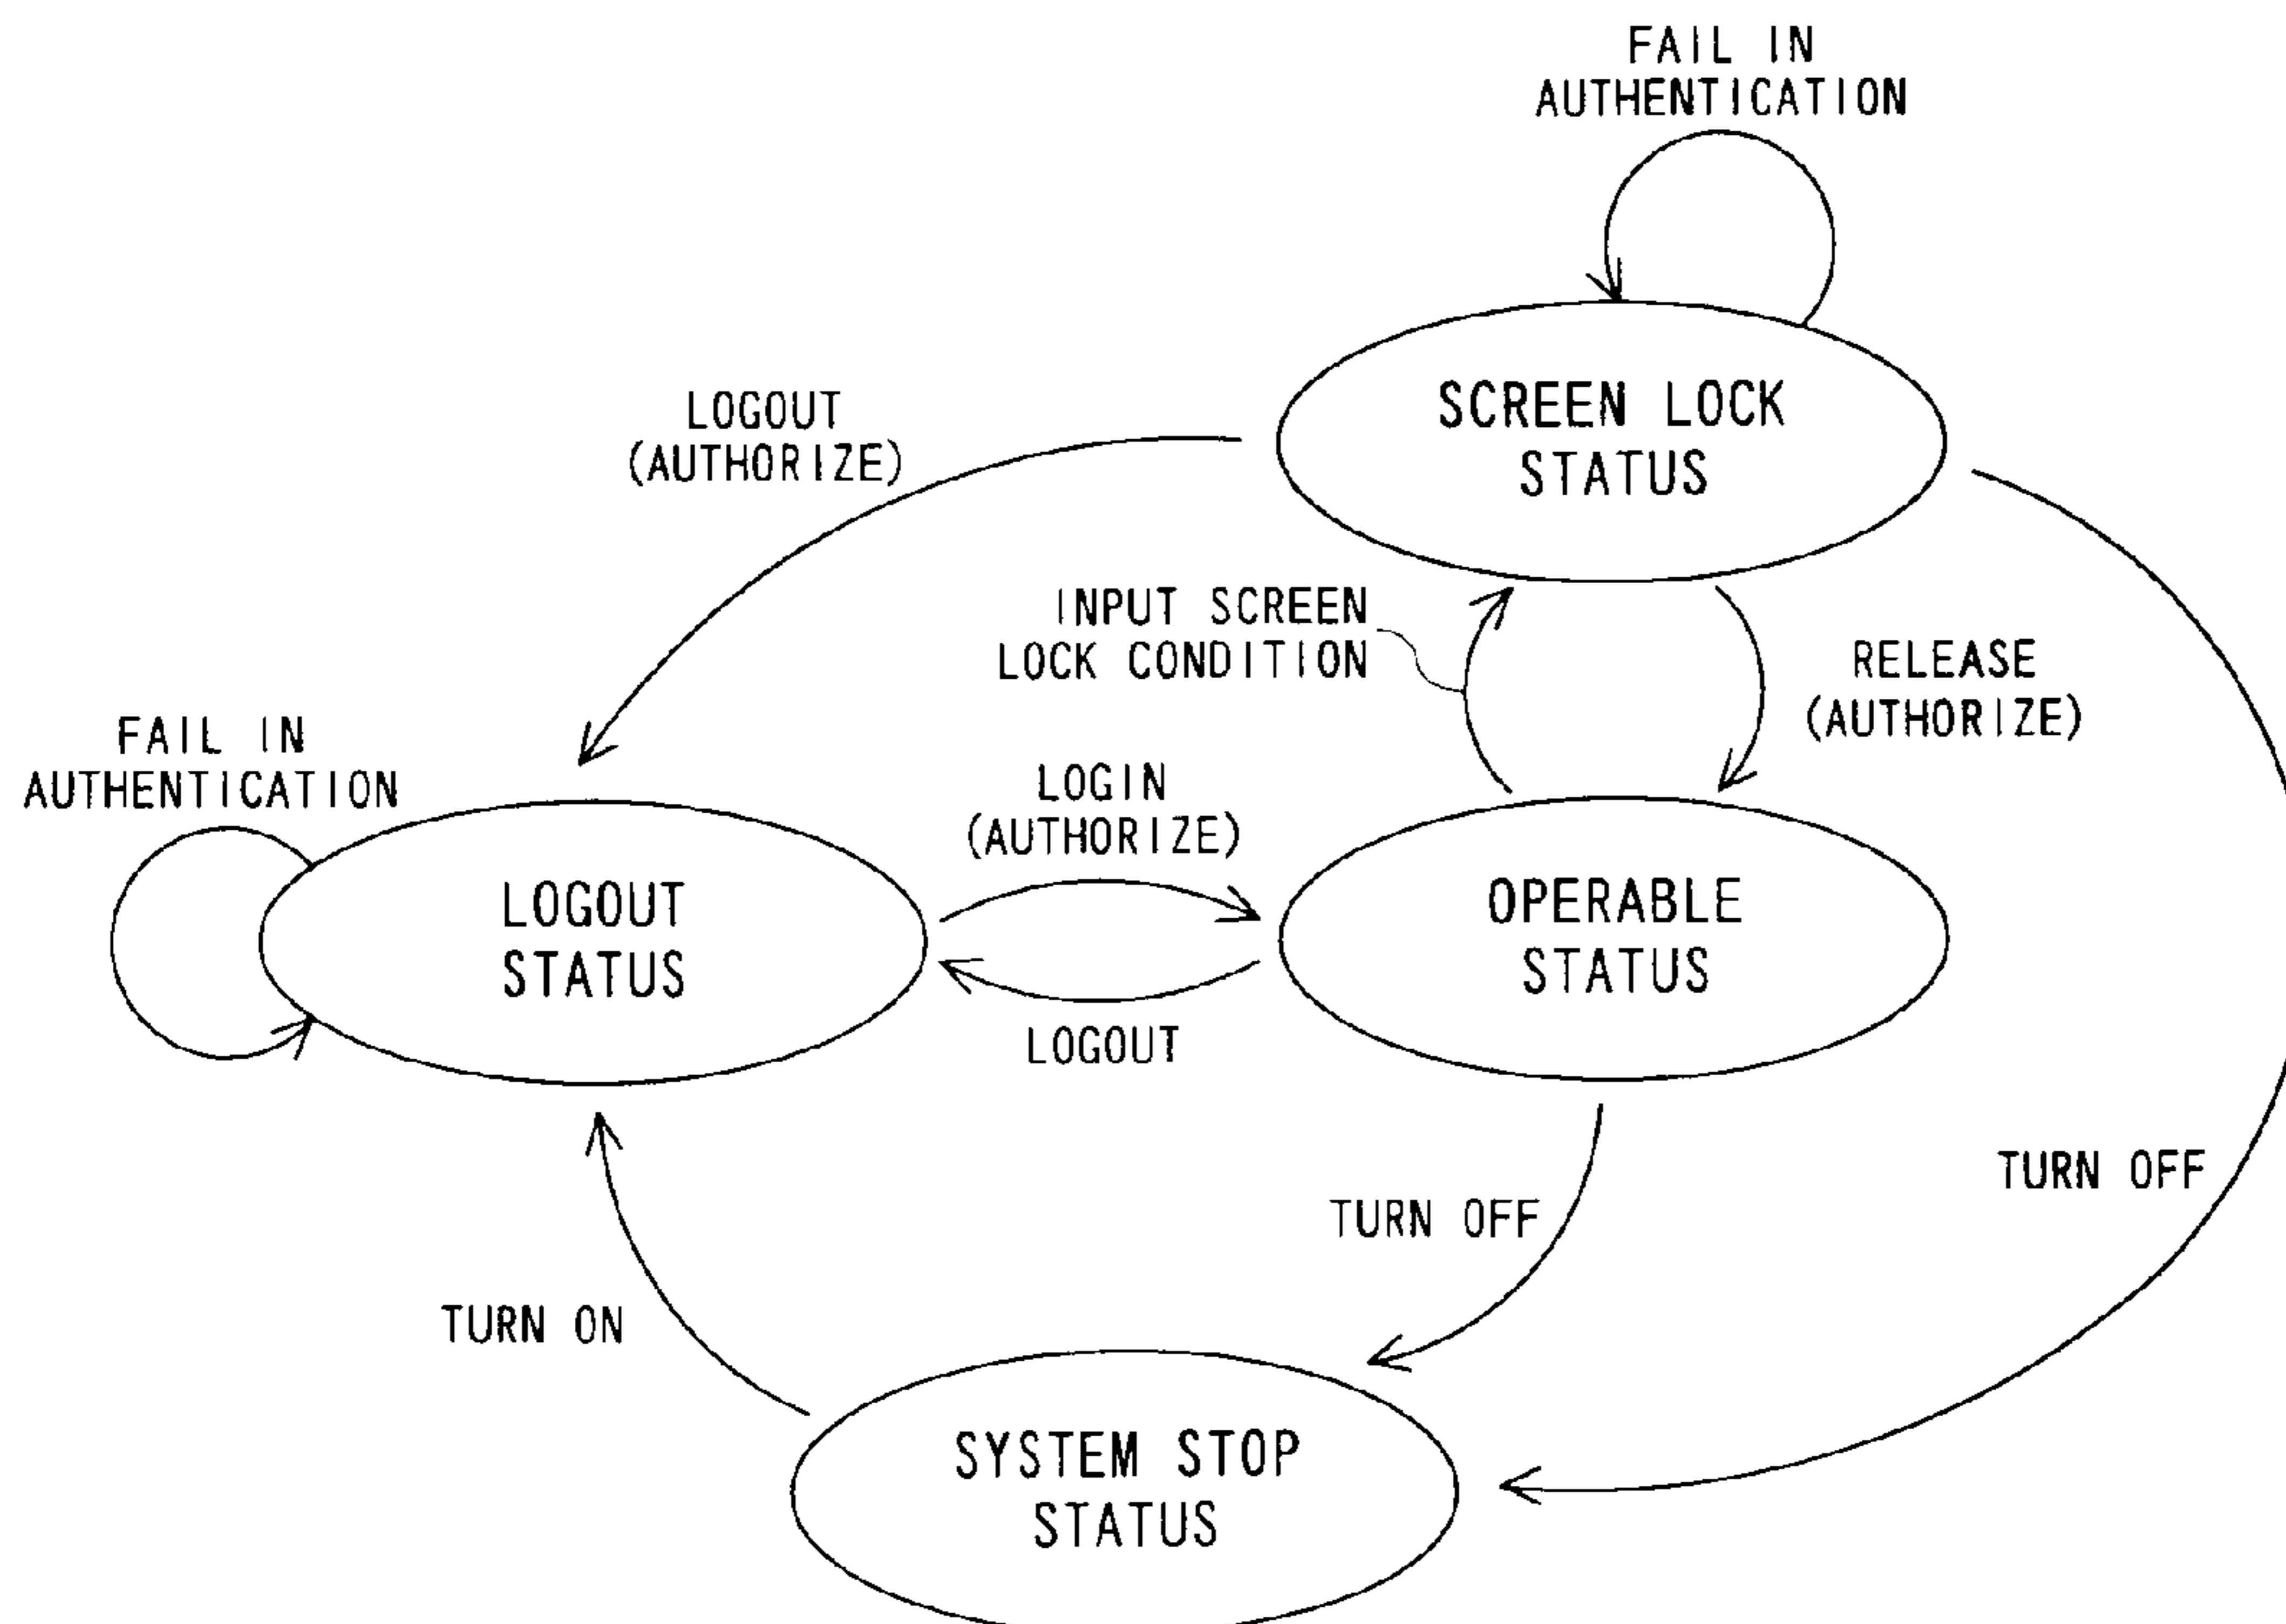 FAIL IN
AUTHENTICATION
SCREEN LOCK
STATUS
LOGOUT
(AUTHORIZE)
INPUT SCREEN
LOCK CONDITION
RELEASE
(AUTHORIZE)
FAIL IN
AUTHENTICATION
LOGIN
(AUTHORIZE)
LOGOUT
STATUS
OPERABLE
STATUS
LOGOUT
TURN OFF
TURN OFF
TURN ON
SYSTEM STOP
STATUS